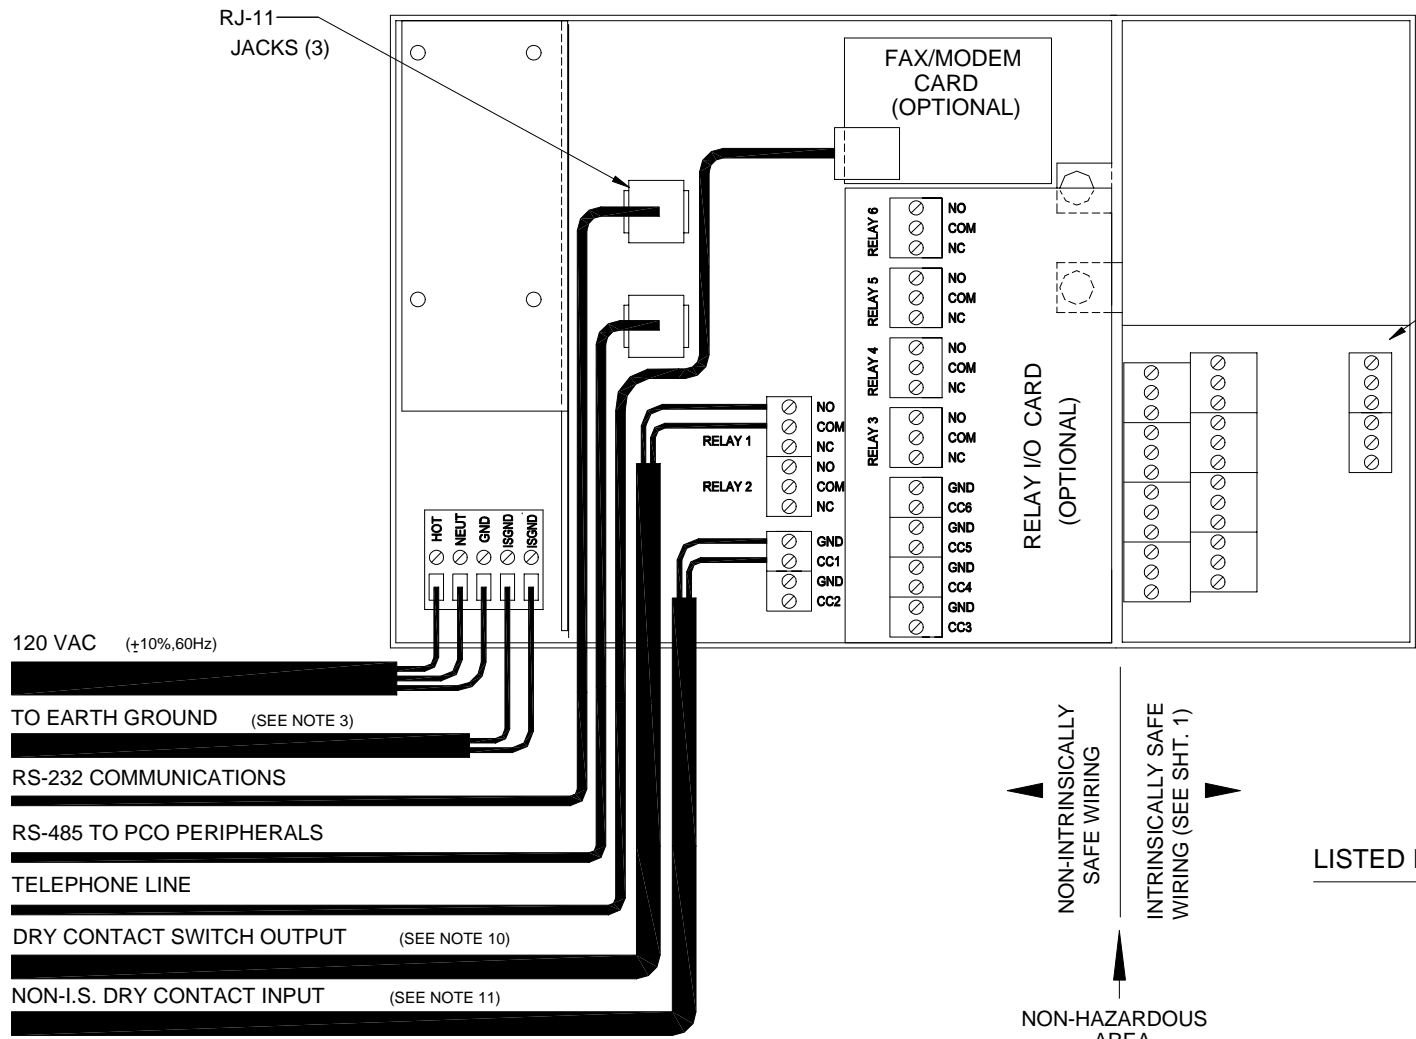 RJ-11
JACKS (3)
FAX/MODEM
CARD
(OPTIONAL)
RELAY 6
NO
COM
NC
RELAY 5
NO
COM
NC
RELAY 4
NO
COM
NC
RELAY 3
NO
COM
NC
GND
CC6
GND
CC5
GND
CC4
GND
CC3
RELAY I/O CARD
(OPTIONAL)
RELAY 1
NO
COM
NC
RELAY 2
NO
COM
NC
GND
CC1
GND
CC2
HOT
NEUT
GND
ISGND
ISGND
120 VAC (±10%,60Hz)
TO EARTH GROUND (SEE NOTE 3)
RS-232 COMMUNICATIONS
RS-485 TO PCO PERIPHERALS
TELEPHONE LINE
DRY CONTACT SWITCH OUTPUT (SEE NOTE 10)
NON-I.S. DRY CONTACT INPUT (SEE NOTE 11)
NON-INTRINSICALLY
SAFE WIRING
INTRINSICALLY SAFE
WIRING (SEE SHT. 1)
LISTED
NON-HAZARDOUS
AREA